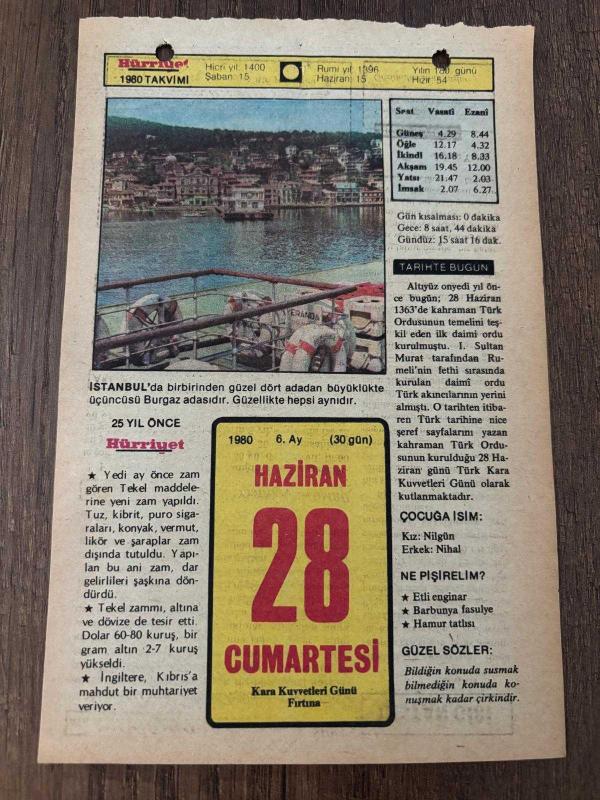 Hürriyet
1980 TAKVİMİ
Hicri yıl: 1400
Şaban: 15
Rumi yıl: 1396
Haziran: 15
Yılın 180. günü
Hızır: 54
Saat Vasati Ezani
Güneş 4.29 8.44
Öğle 12.17 4.32
İkindi 16.18 8.33
Akşam 19.45 12.00
Yatsı 21.47 2.03
İmsak 2.07 6.27
Gün kısalması: 0 dakika
Gece: 8 saat, 44 dakika
Gündüz: 15 saat 16 dak.
TARİHTE BUGÜN
Altıyüz onyedi yıl ön-
ce bugün; 28 Haziran
1363'de kahraman Türk
Ordusunun temelini teş-
kil eden ilk daimi ordu
kurulmuştu. I. Sultan
Murat tarafından Ru-
meli'nin fethi sırasında
kurulan daimî ordu
Türk akıncılarının yerini
almıştı. O tarihten itiba-
ren Türk tarihine nice
şeref sayfalarını yazan
kahraman Türk Ordu-
sunun kurulduğu 28 Ha-
ziran günü Türk Kara
Kuvvetleri Günü olarak
kutlanmaktadır.
ÇOCUĞA İSİM:
Kız: Nilgün
Erkek: Nihal
NE PİŞİRELİM?
★ Etli enginar
★ Barbunya fasulye
★ Hamur tatlısı
GÜZEL SÖZLER:
Bildiğin konuda susmak
bilmediğin konuda ko-
nuşmak kadar çirkindir.
İSTANBUL'da birbirinden güzel dört adadan büyüklükte
üçüncüsü Burgaz adasıdır. Güzellikte hepsi aynıdır.
25 YIL ÖNCE
Hürriyet
★ Yedi ay önce zam
gören Tekel maddele-
rine yeni zam yapıldı.
Tuz, kibrit, puro siga-
raları, konyak, vermut,
likör ve şaraplar zam
dışında tutuldu. Yapı-
lan bu ani zam, dar
gelirlileri şaşkına dön-
dürdü.
★ Tekel zammı, altına
ve dövize de tesir etti.
Dolar 60-80 kuruş, bir
gram altın 2-7 kuruş
yükseldi.
★ İngiltere, Kıbrıs'a
mahdut bir muhtariyet
veriyor.
1980 6. Ay (30 gün)
HAZİRAN
28
CUMARTESİ
Kara Kuvvetleri Günü
Fırtına